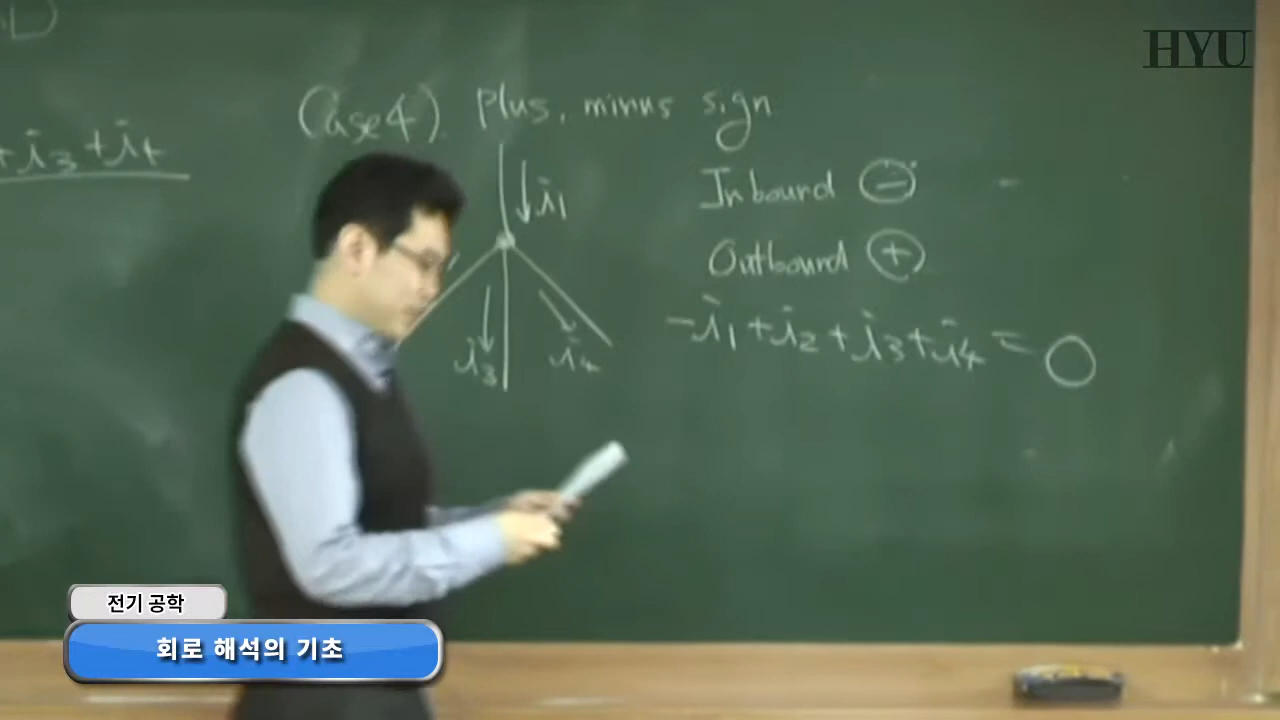 HYU
(Case4). Plus, minus sign
+i3 +i4
i1
Inbound ⊖
Outbound ⊕
-i1 +i2 +i3 +i4 = 0
i3
i4
전기 공학
회로 해석의 기초